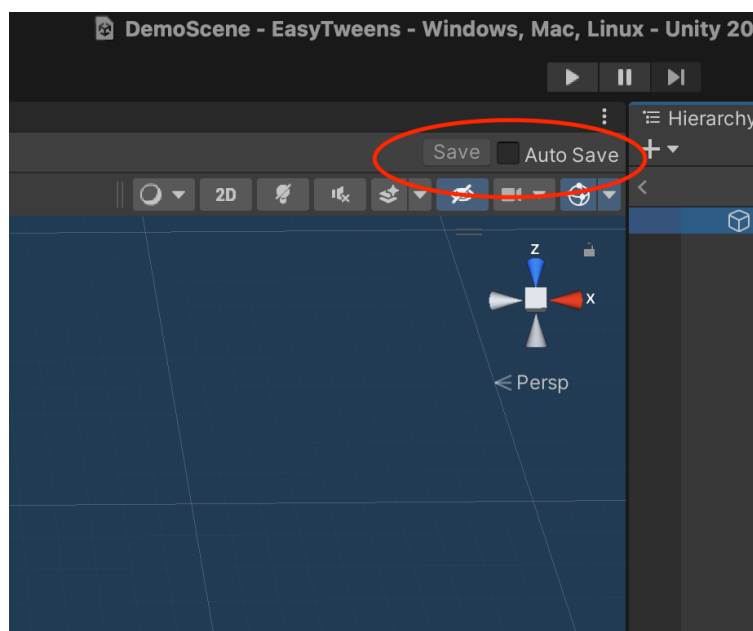 DemoScene - EasyTweens - Windows, Mac, Linux - Unity 20
Hierarchy
Save Auto Save
2D
z
x
Persp